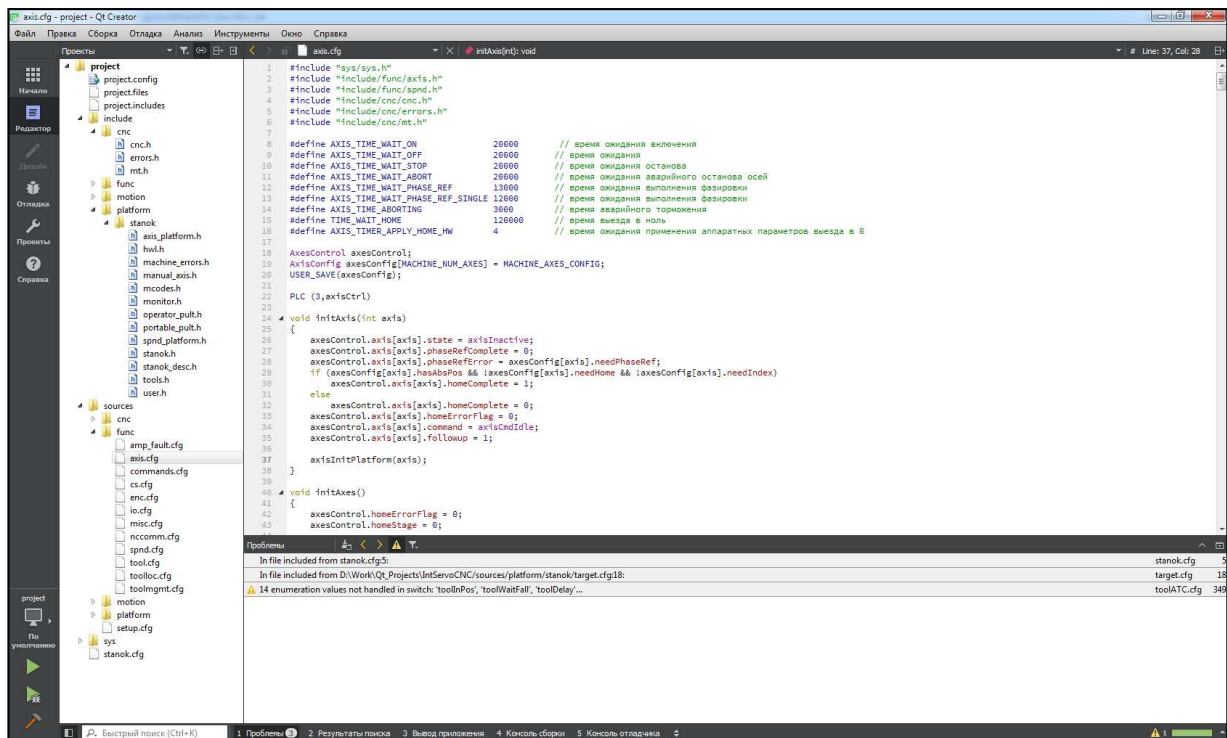 axis.cfg - project - Qt Creator
Файл Правка Сборка Отладка Анализ Инструменты Окно Справка
Проекты
axis.cfg
initAxis(int): void
# Line: 37, Col: 28
Начало
Редактор
Дизайн
Отладка
Проекты
Справка
project
По умолчанию
project
project.config
project.files
project.includes
include
cnc
cnc.h
errors.h
mt.h
func
motion
platform
stanok
axis_platform.h
hwl.h
machine_errors.h
manual_axis.h
mcodes.h
monitor.h
operator_pult.h
portable_pult.h
spnd_platform.h
stanok.h
stanok_desc.h
tools.h
user.h
sources
cnc
func
amp_fault.cfg
axis.cfg
commands.cfg
cs.cfg
enc.cfg
io.cfg
misc.cfg
nccomm.cfg
spnd.cfg
tool.cfg
toolloc.cfg
toolmgmt.cfg
motion
platform
setup.cfg
sys
stanok.cfg
1 #include "sys/sys.h"
2 #include "include/func/axis.h"
3 #include "include/func/spnd.h"
4 #include "include/cnc/cnc.h"
5 #include "include/cnc/errors.h"
6 #include "include/cnc/mt.h"
7
8 #define AXIS_TIME_WAIT_ON 20000 // время ожидания включения
9 #define AXIS_TIME_WAIT_OFF 20000 // время ожидания
10 #define AXIS_TIME_WAIT_STOP 20000 // время ожидания останова
11 #define AXIS_TIME_WAIT_ABORT 20000 // время ожидания аварийного останова осей
12 #define AXIS_TIME_WAIT_PHASE_REF 13000 // время ожидания выполнения фазировки
13 #define AXIS_TIME_WAIT_PHASE_REF_SINGLE 12000 // время ожидания выполнения фазировки
14 #define AXIS_TIME_ABORTING 3000 // время аварийного торможения
15 #define TIME_WAIT_HOME 120000 // время выезда в ноль
16 #define AXIS_TIMER_APPLY_HOME_HW 4 // время ожидания применения аппаратных параметров выезда в 0
17
18 AxesControl axesControl;
19 AxisConfig axesConfig[MACHINE_NUM_AXES] = MACHINE_AXES_CONFIG;
20 USER_SAVE(axesConfig);
21
22 PLC (3,axisCtrl)
23
24 void initAxis(int axis)
25 {
26 axesControl.axis[axis].state = axisInactive;
27 axesControl.axis[axis].phaseRefComplete = 0;
28 axesControl.axis[axis].phaseRefError = axesConfig[axis].needPhaseRef;
29 if (axesConfig[axis].hasAbsPos && !axesConfig[axis].needHome && !axesConfig[axis].needIndex)
30 axesControl.axis[axis].homeComplete = 1;
31 else
32 axesControl.axis[axis].homeComplete = 0;
33 axesControl.axis[axis].homeErrorFlag = 0;
34 axesControl.axis[axis].command = axisCmdIdle;
35 axesControl.axis[axis].followup = 1;
36
37 axisInitPlatform(axis);
38 }
39
40 void initAxes()
41 {
42 axesControl.homeErrorFlag = 0;
43 axesControl.homeStage = 0;
Проблемы
In file included from stanok.cfg:5: stanok.cfg 5
In file included from D:\Work\Qt_Projects\IntServoCNC/sources/platform/stanok/target.cfg:18: target.cfg 18
14 enumeration values not handled in switch: 'toolInPos', 'toolWaitFall', 'toolDelay'... toolATC.cfg 349
Быстрый поиск (Ctrl+K) 1 Проблемы 3 2 Результаты поиска 3 Вывод приложения 4 Консоль сборки 5 Консоль отладчика 1